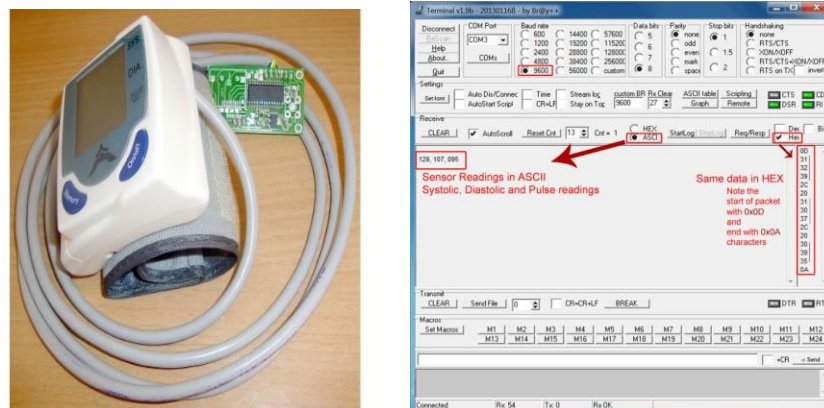 SYS.
DIA.
Start
On/Off
Terminal v1.9b - 20130116ß - by Br@y++
Disconnect
ReScan
Help
About..
Quit
COM Port
COM3
COMs
Baud rate
600 14400 57600
1200 19200 115200
2400 28800 128000
4800 38400 256000
9600 56000 custom
Data bits
5
6
7
8
Parity
none
odd
even
mark
space
Stop bits
1
1.5
2
Handshaking
none
RTS/CTS
XON/XOFF
RTS/CTS+XON/XOFF
RTS on TX invert
Settings
Set font
Auto Dis/Connec Time Stream log custom BR Rx Clear ASCII table Scripting CTS CD
AutoStart Script CR=LF Stay on Top 9600 27 Graph Remote DSR RI
Receive
CLEAR AutoScroll Reset Cnt 13 Cnt = 1 HEX ASCI StartLog StopLog Req/Resp Dec Hex Bi
129, 107, 095
Sensor Readings in ASCII
Systolic, Diastolic and Pulse readings
Same data in HEX
Note the
start of packet
with 0x0D
and
end with 0x0A
characters
0D
31
32
39
2C
20
31
30
37
2C
20
30
39
35
0A
Transmit
CLEAR Send File 0 CR=CR+LF BREAK DTR RT
Macros
Set Macros M1 M2 M3 M4 M5 M6 M7 M8 M9 M10 M11 M12
M13 M14 M15 M16 M17 M18 M19 M20 M21 M22 M23 M24
+CR -> Send
Connected Rx: 54 Tx: 0 Rx OK